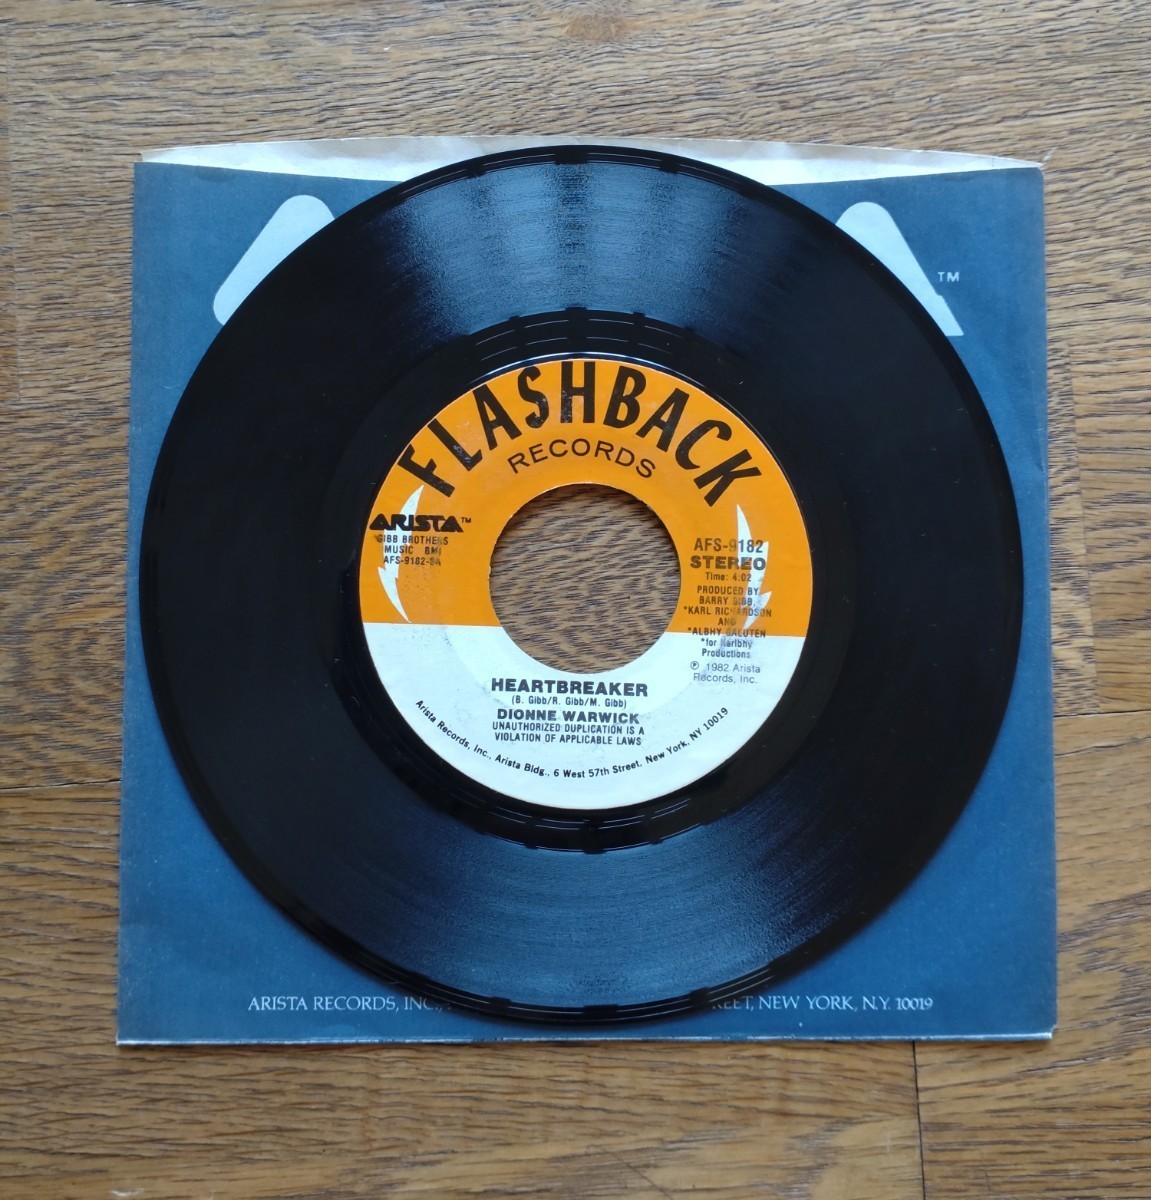 TM
FLASHBACK
RECORDS
ARISTA™
GIBB BROTHERS
MUSIC BMI
AFS-9182-SA
AFS-9182
STEREO
Time: 4:02
PRODUCED BY
BARRY GIBB,
*KARL RICHARDSON
AND
*ALBHY GALUTEN
*for Karlbhy
Productions
℗ 1982 Arista
Records, Inc.
HEARTBREAKER
(B. Gibb/R. Gibb/M. Gibb)
DIONNE WARWICK
UNAUTHORIZED DUPLICATION IS A
VIOLATION OF APPLICABLE LAWS
Arista Records, Inc., Arista Bldg., 6 West 57th Street, New York, NY 10019
ARISTA RECORDS, INC., NEW YORK, N.Y. 10019